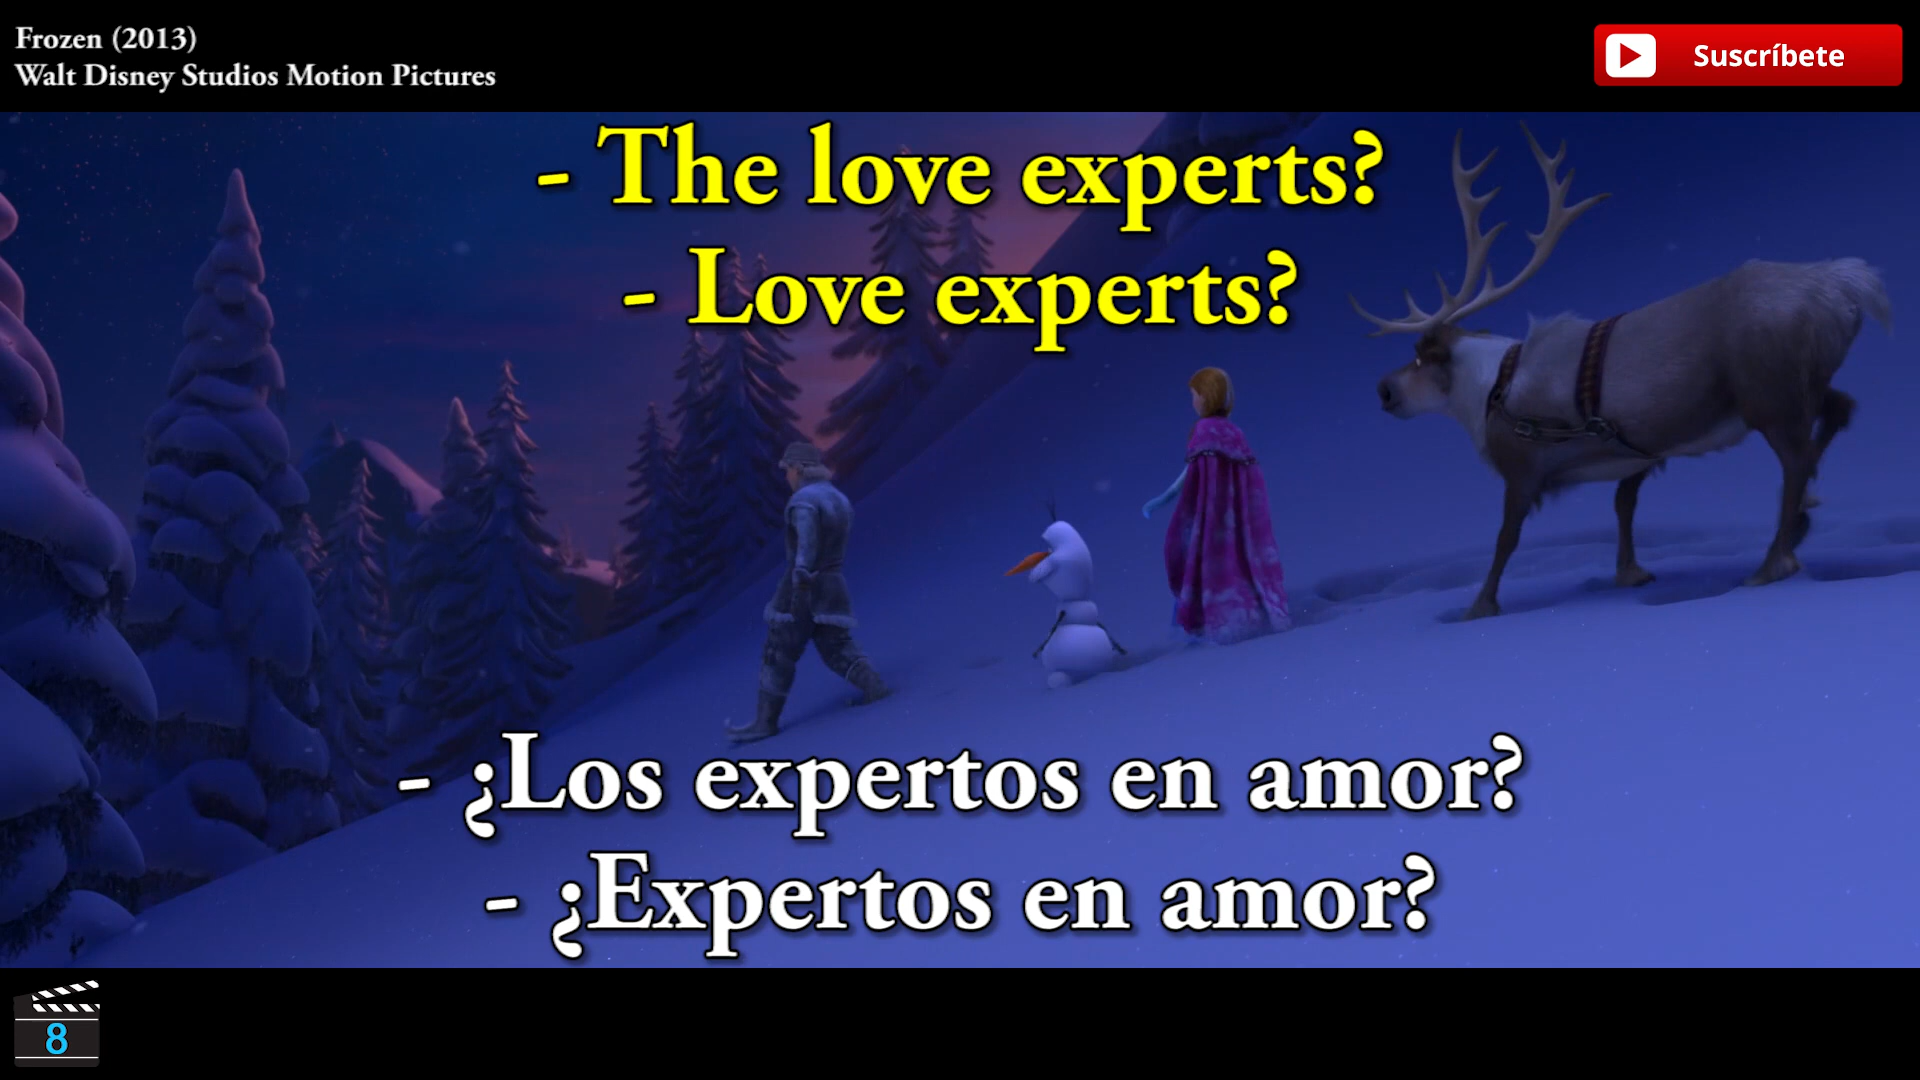 Frozen (2013)
Walt Disney Studios Motion Pictures
Suscríbete
- The love experts?
- Love experts?
- ¿Los expertos en amor?
- ¿Expertos en amor?
8